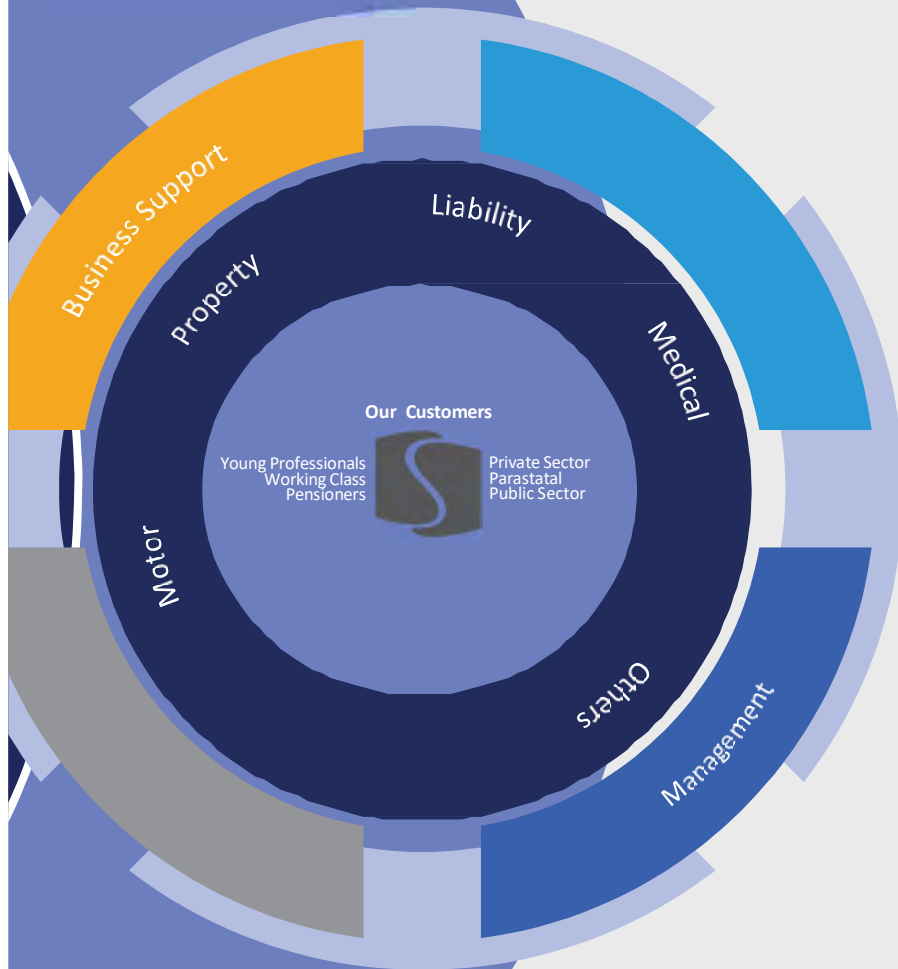 Business Support
Liability
Property
Medical
Our Customers
Young Professionals
Working Class
Pensioners
Private Sector
Parastatal
Public Sector
Motor
Others
Management